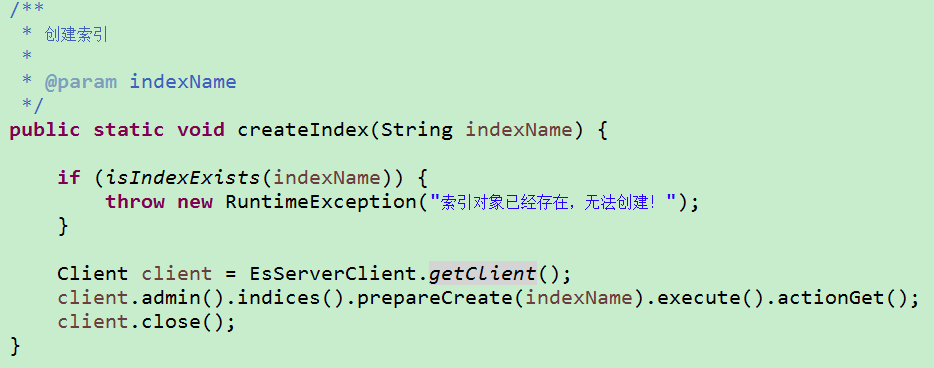 /**
 * 创建索引
 *
 * @param indexName
 */
public static void createIndex(String indexName) {
    if (isIndexExists(indexName)) {
        throw new RuntimeException("索引对象已经存在，无法创建！");
    }
    Client client = EsServerClient.getClient();
    client.admin().indices().prepareCreate(indexName).execute().actionGet();
    client.close();
}